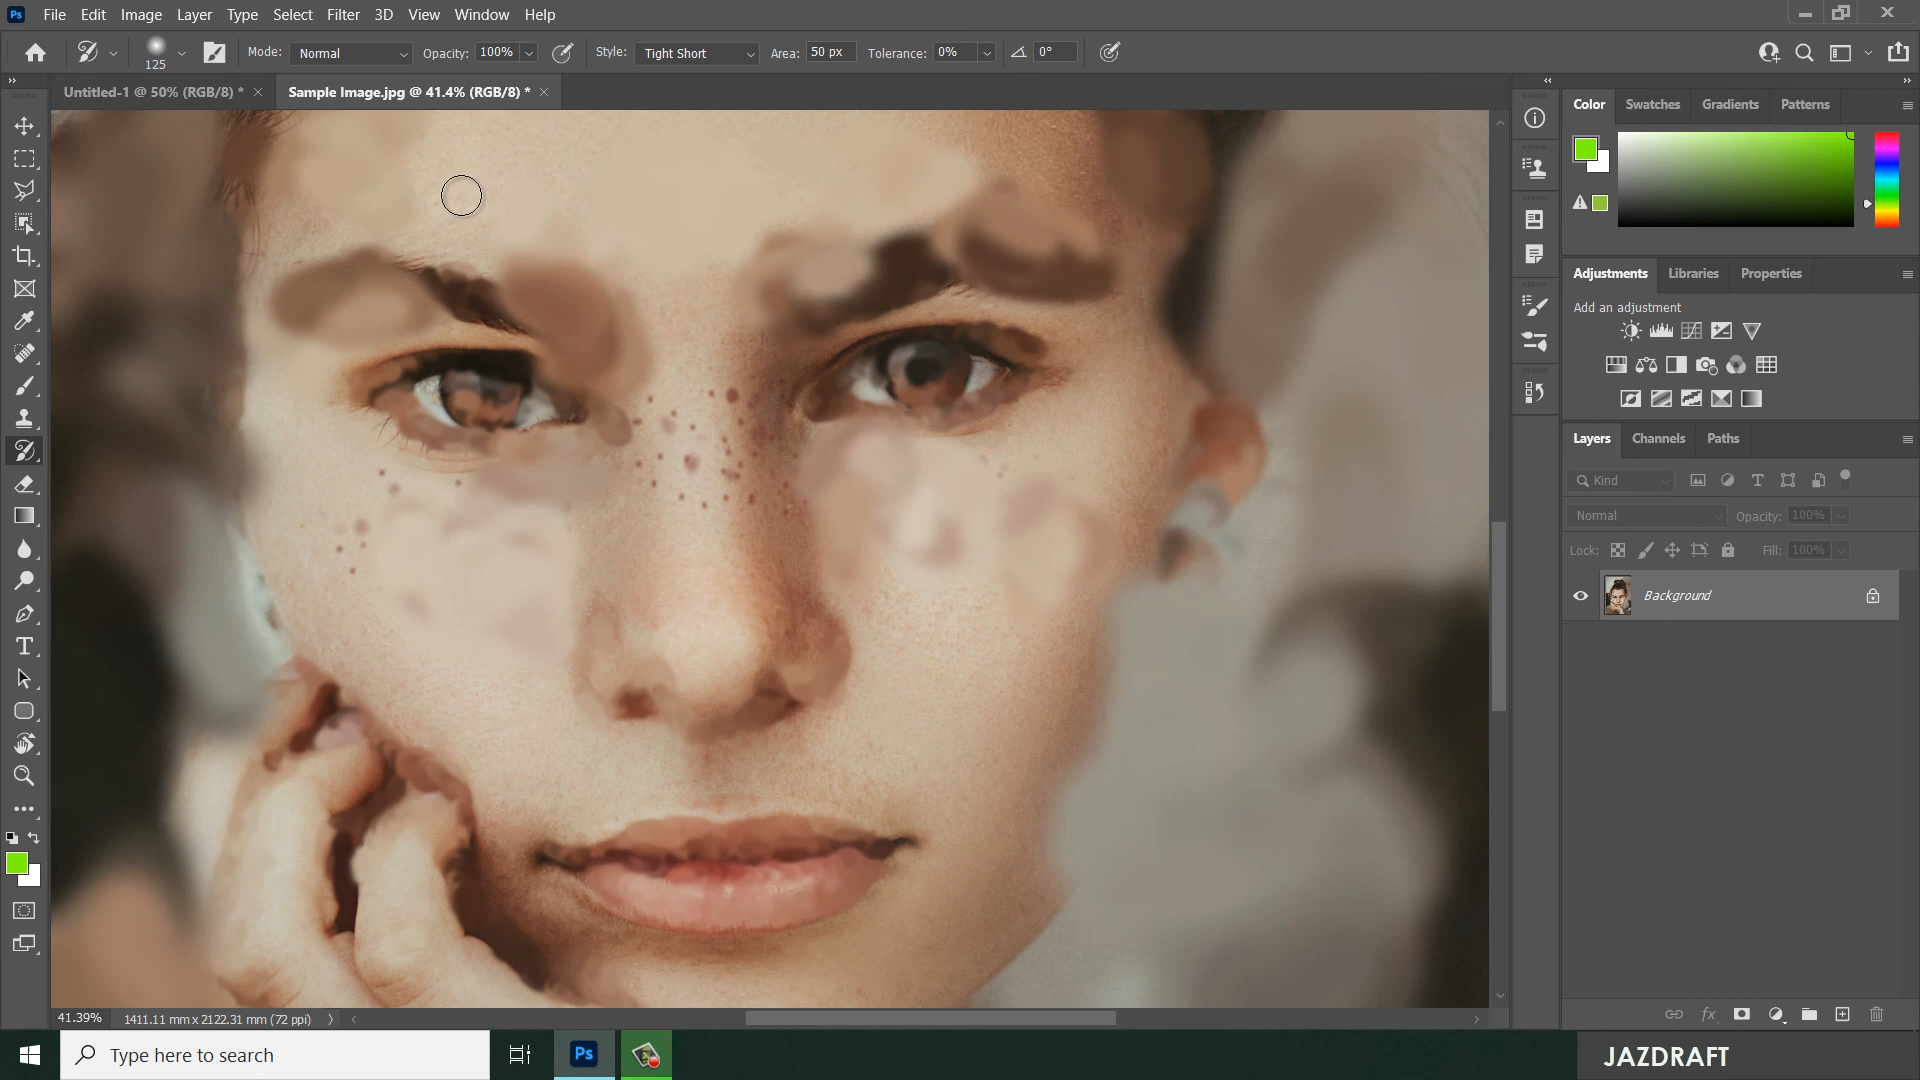 Ps File Edit Image Layer Type Select Filter 3D View Window Help
125 Mode: Normal Opacity: 100% Style: Tight Short Area: 50 px Tolerance: 0% 0°
Untitled-1 @ 50% (RGB/8) * Sample Image.jpg @ 41.4% (RGB/8) *
Color Swatches Gradients Patterns
Adjustments Libraries Properties
Add an adjustment
Layers Channels Paths
Kind
Normal Opacity: 100%
Lock: Fill: 100%
Background
41.39% 1411.11 mm x 2122.31 mm (72 ppi)
Type here to search Ps JAZDRAFT